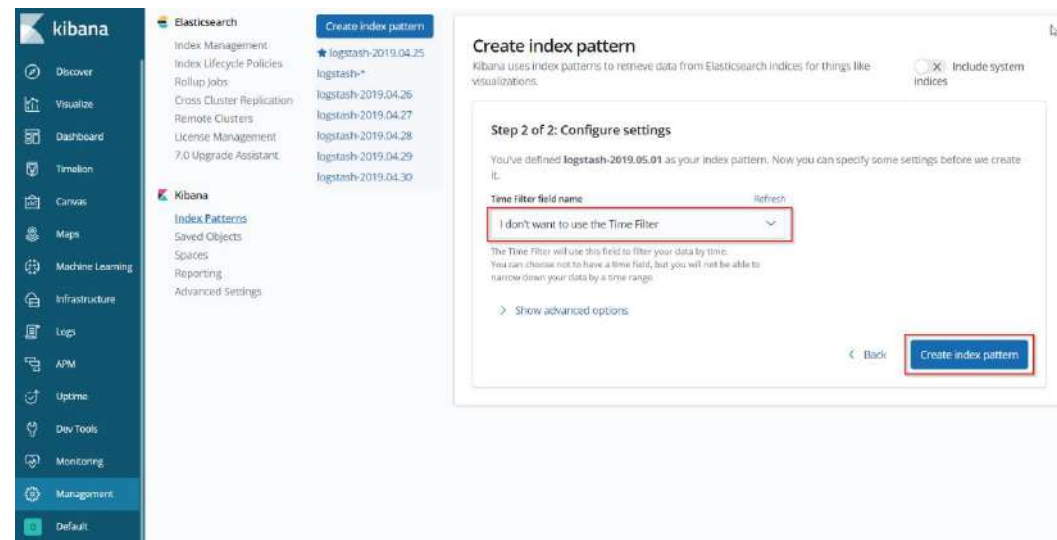 kibana
Discover
Visualize
Dashboard
Timelion
Canvas
Maps
Machine Learning
Infrastructure
Logs
APM
Uptime
Dev Tools
Monitoring
Management
Default
Elasticsearch
Index Management
Index Lifecycle Policies
Rollup Jobs
Cross Cluster Replication
Remote Clusters
License Management
7.0 Upgrade Assistant
Kibana
Index Patterns
Saved Objects
Spaces
Reporting
Advanced Settings
Create index pattern
★ logstash-2019.04.25
logstash-*
logstash-2019.04.26
logstash-2019.04.27
logstash-2019.04.28
logstash-2019.04.29
logstash-2019.04.30
Create index pattern
Kibana uses index patterns to retrieve data from Elasticsearch indices for things like
visualizations.
Include system
indices
Step 2 of 2: Configure settings
You've defined logstash-2019.05.01 as your index pattern. Now you can specify some settings before we create
it.
Time Filter field name
Refresh
I don't want to use the Time Filter
The Time Filter will use this field to filter your data by time.
You can choose not to have a time field, but you will not be able to
narrow down your data by a time range.
Show advanced options
Back
Create index pattern